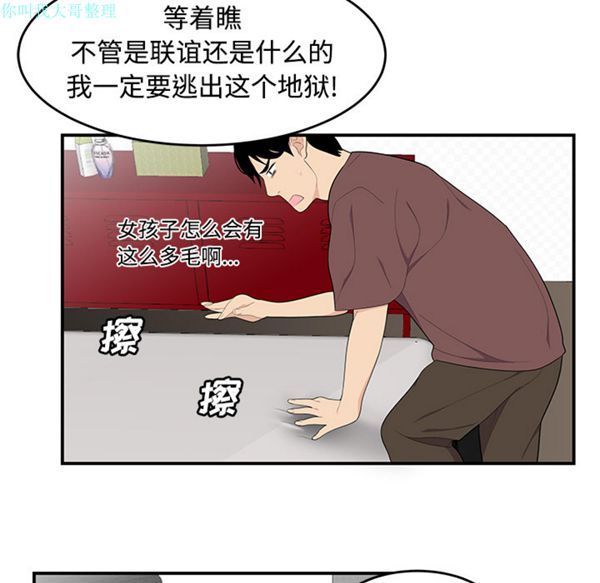 你叫我大哥整理
等着瞧
不管是联谊还是什么的
我一定要逃出这个地狱!
女孩子怎么会有
这么多毛啊...
擦
擦